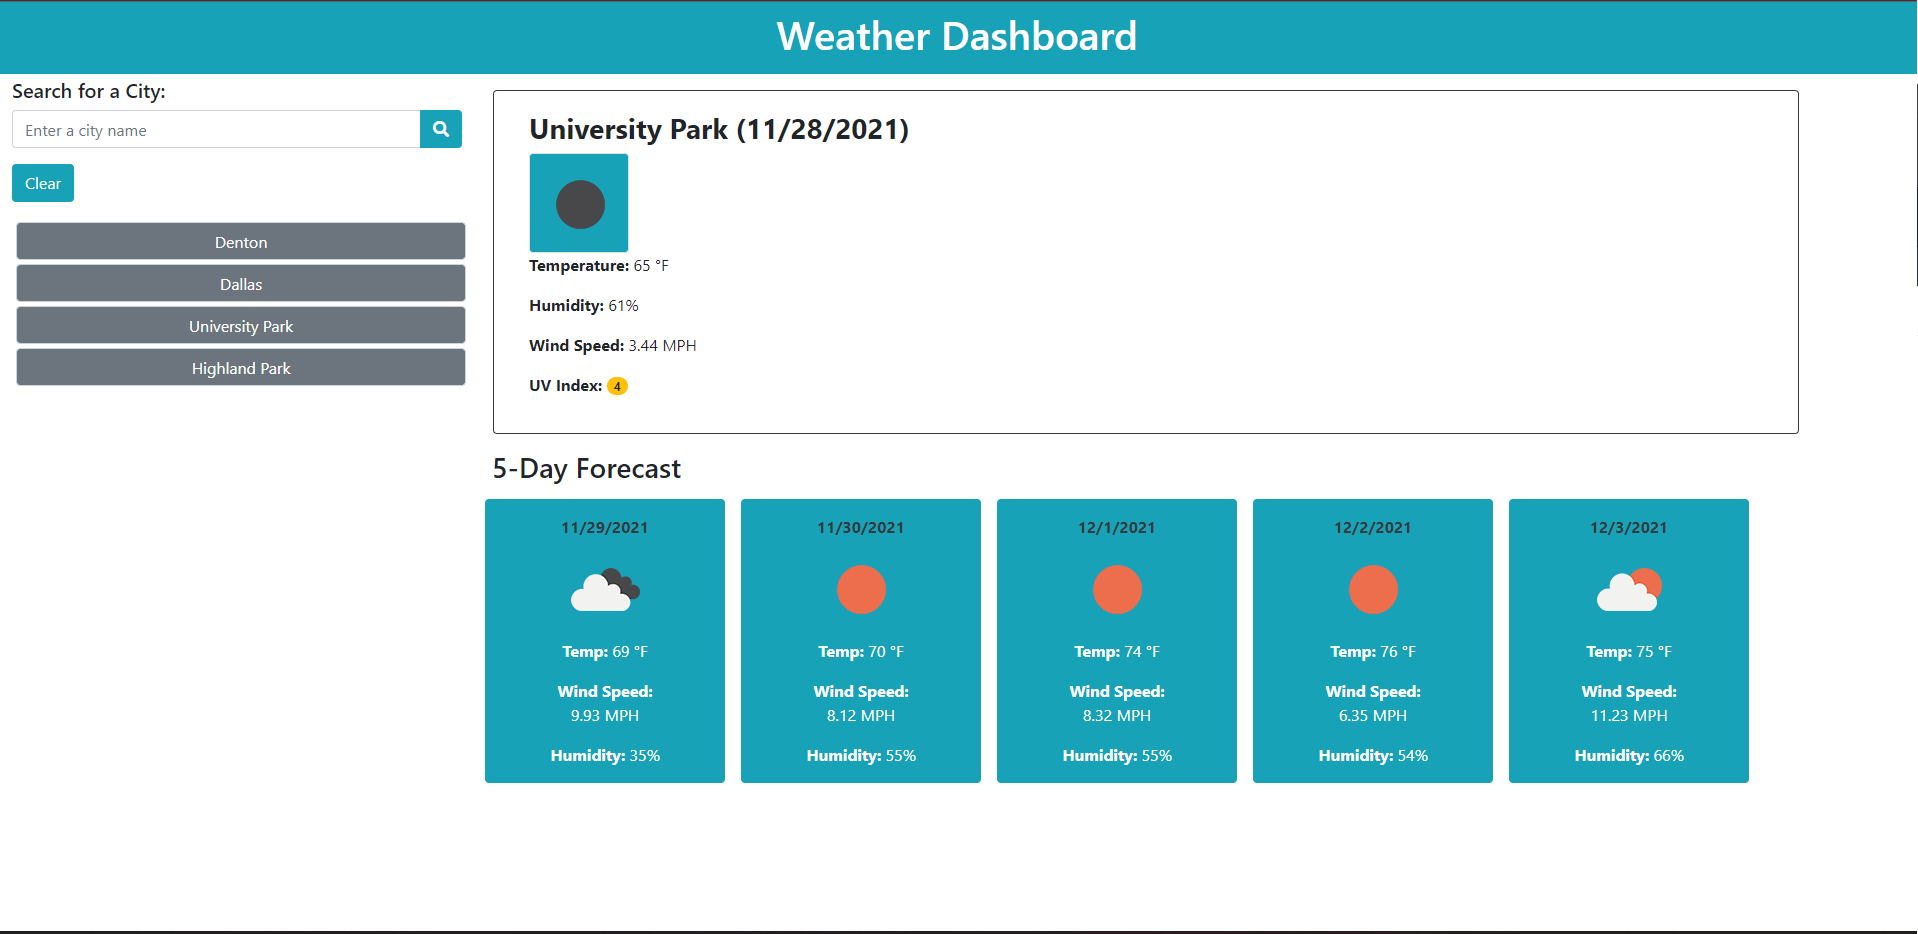 Weather Dashboard
Search for a City:
Enter a city name
Clear
Denton
Dallas
University Park
Highland Park
University Park (11/28/2021)
Temperature: 65 °F
Humidity: 61%
Wind Speed: 3.44 MPH
UV Index: 4
5-Day Forecast
11/29/2021
Temp: 69 °F
Wind Speed:
9.93 MPH
Humidity: 35%
11/30/2021
Temp: 70 °F
Wind Speed:
8.12 MPH
Humidity: 55%
12/1/2021
Temp: 74 °F
Wind Speed:
8.32 MPH
Humidity: 55%
12/2/2021
Temp: 76 °F
Wind Speed:
6.35 MPH
Humidity: 54%
12/3/2021
Temp: 75 °F
Wind Speed:
11.23 MPH
Humidity: 66%